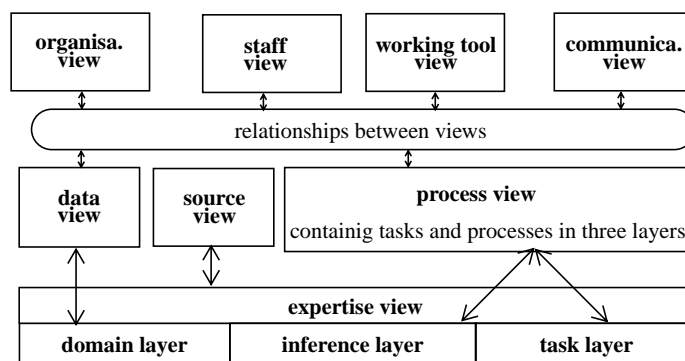 organisa.
view
staff
view
working tool
view
communica.
view
relationships between views
data
view
source
view
process view
containig tasks and processes in three layers
expertise view
domain layer
inference layer
task layer